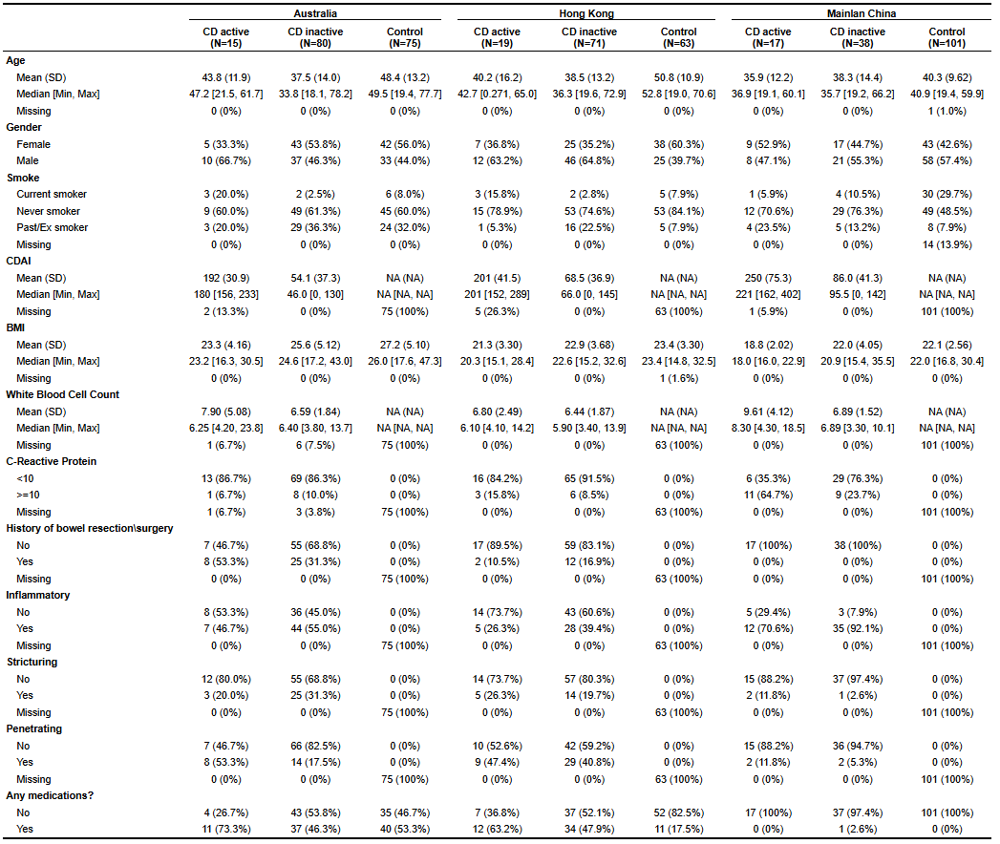 Australia Hong Kong Mainlan China
CD active (N=15) CD inactive (N=80) Control (N=75) CD active (N=19) CD inactive (N=71) Control (N=63) CD active (N=17) CD inactive (N=38) Control (N=101)
Age
Mean (SD) 43.8 (11.9) 37.5 (14.0) 48.4 (13.2) 40.2 (16.2) 38.5 (13.2) 50.8 (10.9) 35.9 (12.2) 38.3 (14.4) 40.3 (9.62)
Median [Min, Max] 47.2 [21.5, 61.7] 33.8 [18.1, 78.2] 49.5 [19.4, 77.7] 42.7 [0.271, 65.0] 36.3 [19.6, 72.9] 52.8 [19.0, 70.6] 36.9 [19.1, 60.1] 35.7 [19.2, 66.2] 40.9 [19.4, 59.9]
Missing 0 (0%) 0 (0%) 0 (0%) 0 (0%) 0 (0%) 0 (0%) 0 (0%) 0 (0%) 1 (1.0%)
Gender
Female 5 (33.3%) 43 (53.8%) 42 (56.0%) 7 (36.8%) 25 (35.2%) 38 (60.3%) 9 (52.9%) 17 (44.7%) 43 (42.6%)
Male 10 (66.7%) 37 (46.3%) 33 (44.0%) 12 (63.2%) 46 (64.8%) 25 (39.7%) 8 (47.1%) 21 (55.3%) 58 (57.4%)
Smoke
Current smoker 3 (20.0%) 2 (2.5%) 6 (8.0%) 3 (15.8%) 2 (2.8%) 5 (7.9%) 1 (5.9%) 4 (10.5%) 30 (29.7%)
Never smoker 9 (60.0%) 49 (61.3%) 45 (60.0%) 15 (78.9%) 53 (74.6%) 53 (84.1%) 12 (70.6%) 29 (76.3%) 49 (48.5%)
Past/Ex smoker 3 (20.0%) 29 (36.3%) 24 (32.0%) 1 (5.3%) 16 (22.5%) 5 (7.9%) 4 (23.5%) 5 (13.2%) 8 (7.9%)
Missing 0 (0%) 0 (0%) 0 (0%) 0 (0%) 0 (0%) 0 (0%) 0 (0%) 0 (0%) 14 (13.9%)
CDAI
Mean (SD) 192 (30.9) 54.1 (37.3) NA (NA) 201 (41.5) 68.5 (36.9) NA (NA) 250 (75.3) 86.0 (41.3) NA (NA)
Median [Min, Max] 180 [156, 233] 46.0 [0, 130] NA [NA, NA] 201 [152, 289] 66.0 [0, 145] NA [NA, NA] 221 [162, 402] 95.5 [0, 142] NA [NA, NA]
Missing 2 (13.3%) 0 (0%) 75 (100%) 5 (26.3%) 0 (0%) 63 (100%) 1 (5.9%) 0 (0%) 101 (100%)
BMI
Mean (SD) 23.3 (4.16) 25.6 (5.12) 27.2 (5.10) 21.3 (3.30) 22.9 (3.68) 23.4 (3.30) 18.8 (2.02) 22.0 (4.05) 22.1 (2.56)
Median [Min, Max] 23.2 [16.3, 30.5] 24.6 [17.2, 43.0] 26.0 [17.6, 47.3] 20.3 [15.1, 28.4] 22.6 [15.2, 32.6] 23.4 [14.8, 32.5] 18.0 [16.0, 22.9] 20.9 [15.4, 35.5] 22.0 [16.8, 30.4]
Missing 0 (0%) 0 (0%) 0 (0%) 0 (0%) 0 (0%) 1 (1.6%) 0 (0%) 0 (0%) 0 (0%)
White Blood Cell Count
Mean (SD) 7.90 (5.08) 6.59 (1.84) NA (NA) 6.80 (2.49) 6.44 (1.87) NA (NA) 9.61 (4.12) 6.89 (1.52) NA (NA)
Median [Min, Max] 6.25 [4.20, 23.8] 6.40 [3.80, 13.7] NA [NA, NA] 6.10 [4.10, 14.2] 5.90 [3.40, 13.9] NA [NA, NA] 8.30 [4.30, 18.5] 6.89 [3.30, 10.1] NA [NA, NA]
Missing 1 (6.7%) 6 (7.5%) 75 (100%) 0 (0%) 0 (0%) 63 (100%) 0 (0%) 0 (0%) 101 (100%)
C-Reactive Protein
<10 13 (86.7%) 69 (86.3%) 0 (0%) 16 (84.2%) 65 (91.5%) 0 (0%) 6 (35.3%) 29 (76.3%) 0 (0%)
>=10 1 (6.7%) 8 (10.0%) 0 (0%) 3 (15.8%) 6 (8.5%) 0 (0%) 11 (64.7%) 9 (23.7%) 0 (0%)
Missing 1 (6.7%) 3 (3.8%) 75 (100%) 0 (0%) 0 (0%) 63 (100%) 0 (0%) 0 (0%) 101 (100%)
History of bowel resection\surgery
No 7 (46.7%) 55 (68.8%) 0 (0%) 17 (89.5%) 59 (83.1%) 0 (0%) 17 (100%) 38 (100%) 0 (0%)
Yes 8 (53.3%) 25 (31.3%) 0 (0%) 2 (10.5%) 12 (16.9%) 0 (0%) 0 (0%) 0 (0%) 0 (0%)
Missing 0 (0%) 0 (0%) 75 (100%) 0 (0%) 0 (0%) 63 (100%) 0 (0%) 0 (0%) 101 (100%)
Inflammatory
No 8 (53.3%) 36 (45.0%) 0 (0%) 14 (73.7%) 43 (60.6%) 0 (0%) 5 (29.4%) 3 (7.9%) 0 (0%)
Yes 7 (46.7%) 44 (55.0%) 0 (0%) 5 (26.3%) 28 (39.4%) 0 (0%) 12 (70.6%) 35 (92.1%) 0 (0%)
Missing 0 (0%) 0 (0%) 75 (100%) 0 (0%) 0 (0%) 63 (100%) 0 (0%) 0 (0%) 101 (100%)
Stricturing
No 12 (80.0%) 55 (68.8%) 0 (0%) 14 (73.7%) 57 (80.3%) 0 (0%) 15 (88.2%) 37 (97.4%) 0 (0%)
Yes 3 (20.0%) 25 (31.3%) 0 (0%) 5 (26.3%) 14 (19.7%) 0 (0%) 2 (11.8%) 1 (2.6%) 0 (0%)
Missing 0 (0%) 0 (0%) 75 (100%) 0 (0%) 0 (0%) 63 (100%) 0 (0%) 0 (0%) 101 (100%)
Penetrating
No 7 (46.7%) 66 (82.5%) 0 (0%) 10 (52.6%) 42 (59.2%) 0 (0%) 15 (88.2%) 36 (94.7%) 0 (0%)
Yes 8 (53.3%) 14 (17.5%) 0 (0%) 9 (47.4%) 29 (40.8%) 0 (0%) 2 (11.8%) 2 (5.3%) 0 (0%)
Missing 0 (0%) 0 (0%) 75 (100%) 0 (0%) 0 (0%) 63 (100%) 0 (0%) 0 (0%) 101 (100%)
Any medications?
No 4 (26.7%) 43 (53.8%) 35 (46.7%) 7 (36.8%) 37 (52.1%) 52 (82.5%) 17 (100%) 37 (97.4%) 101 (100%)
Yes 11 (73.3%) 37 (46.3%) 40 (53.3%) 12 (63.2%) 34 (47.9%) 11 (17.5%) 0 (0%) 1 (2.6%) 0 (0%)